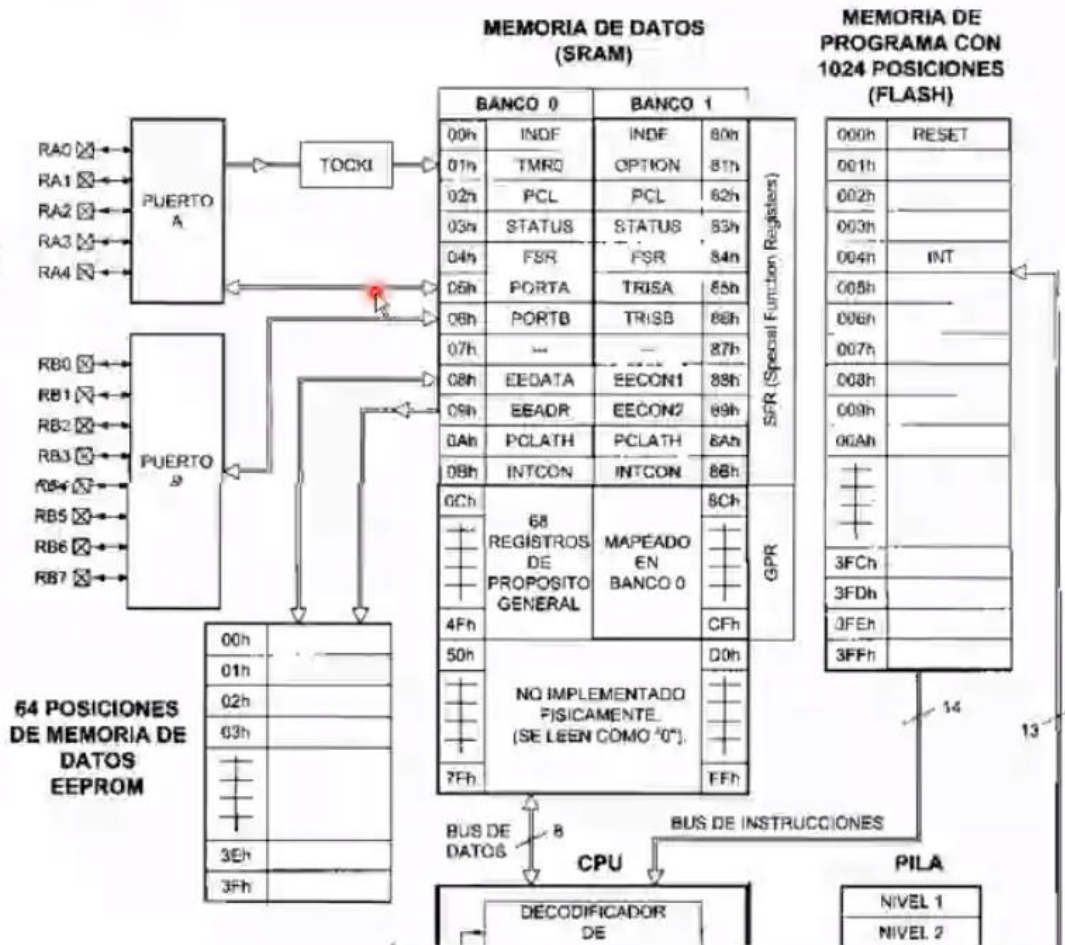 MEMORIA DE DATOS
(SRAM)
MEMORIA DE
PROGRAMA CON
1024 POSICIONES
(FLASH)
BANCO 0 BANCO 1
00h INDF INDF 80h
01h TMR0 OPTION 81h
02h PCL PCL 82h
03h STATUS STATUS 83h
04h FSR FSR 84h
05h PORTA TRISA 85h
06h PORTB TRISB 86h
07h --- --- 87h
08h EEDATA EECON1 88h
09h EEADR EECON2 89h
0Ah PCLATH PCLATH 8Ah
0Bh INTCON INTCON 8Bh
0Ch 8Ch
68
REGISTROS
DE
PROPOSITO
GENERAL
MAPEADO
EN
BANCO 0
4Fh CFh
50h D0h
NO IMPLEMENTADO
FISICAMENTE.
(SE LEEN COMO "0").
7Fh FFh
SFR (Special Function Registers)
GPR
000h RESET
001h
002h
003h
004h INT
005h
006h
007h
008h
009h
00Ah
3FCh
3FDh
3FEh
3FFh
RA0
RA1
RA2
RA3
RA4
PUERTO
A
TOCKI
RB0
RB1
RB2
RB3
RB4
RB5
RB6
RB7
PUERTO
B
64 POSICIONES
DE MEMORIA DE
DATOS
EEPROM
00h
01h
02h
03h
3Eh
3Fh
14
13
BUS DE
DATOS
8
BUS DE INSTRUCCIONES
CPU
PILA
DECODIFICADOR
DE
NIVEL 1
NIVEL 2